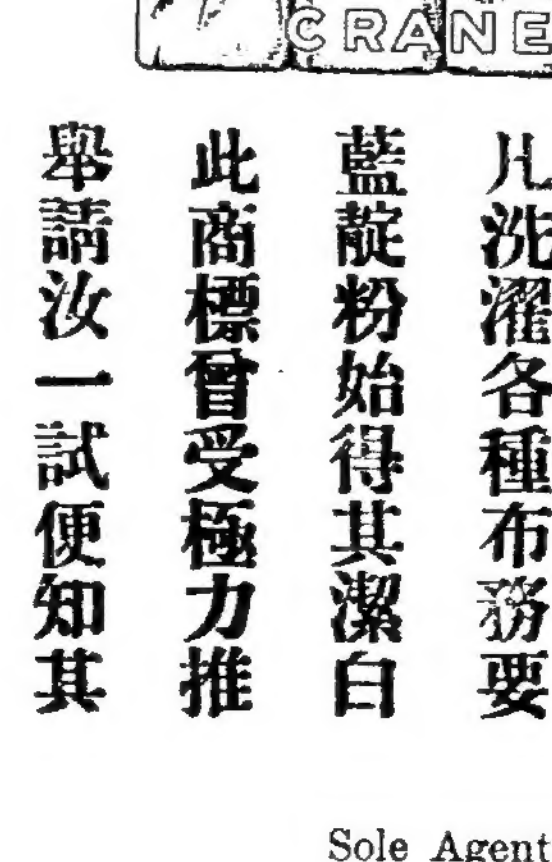 CRANE
凡洗濯各種布務要
藍靛粉始得其潔白
此商標曾受極力推
舉請汝一試便知其
Sole Agent